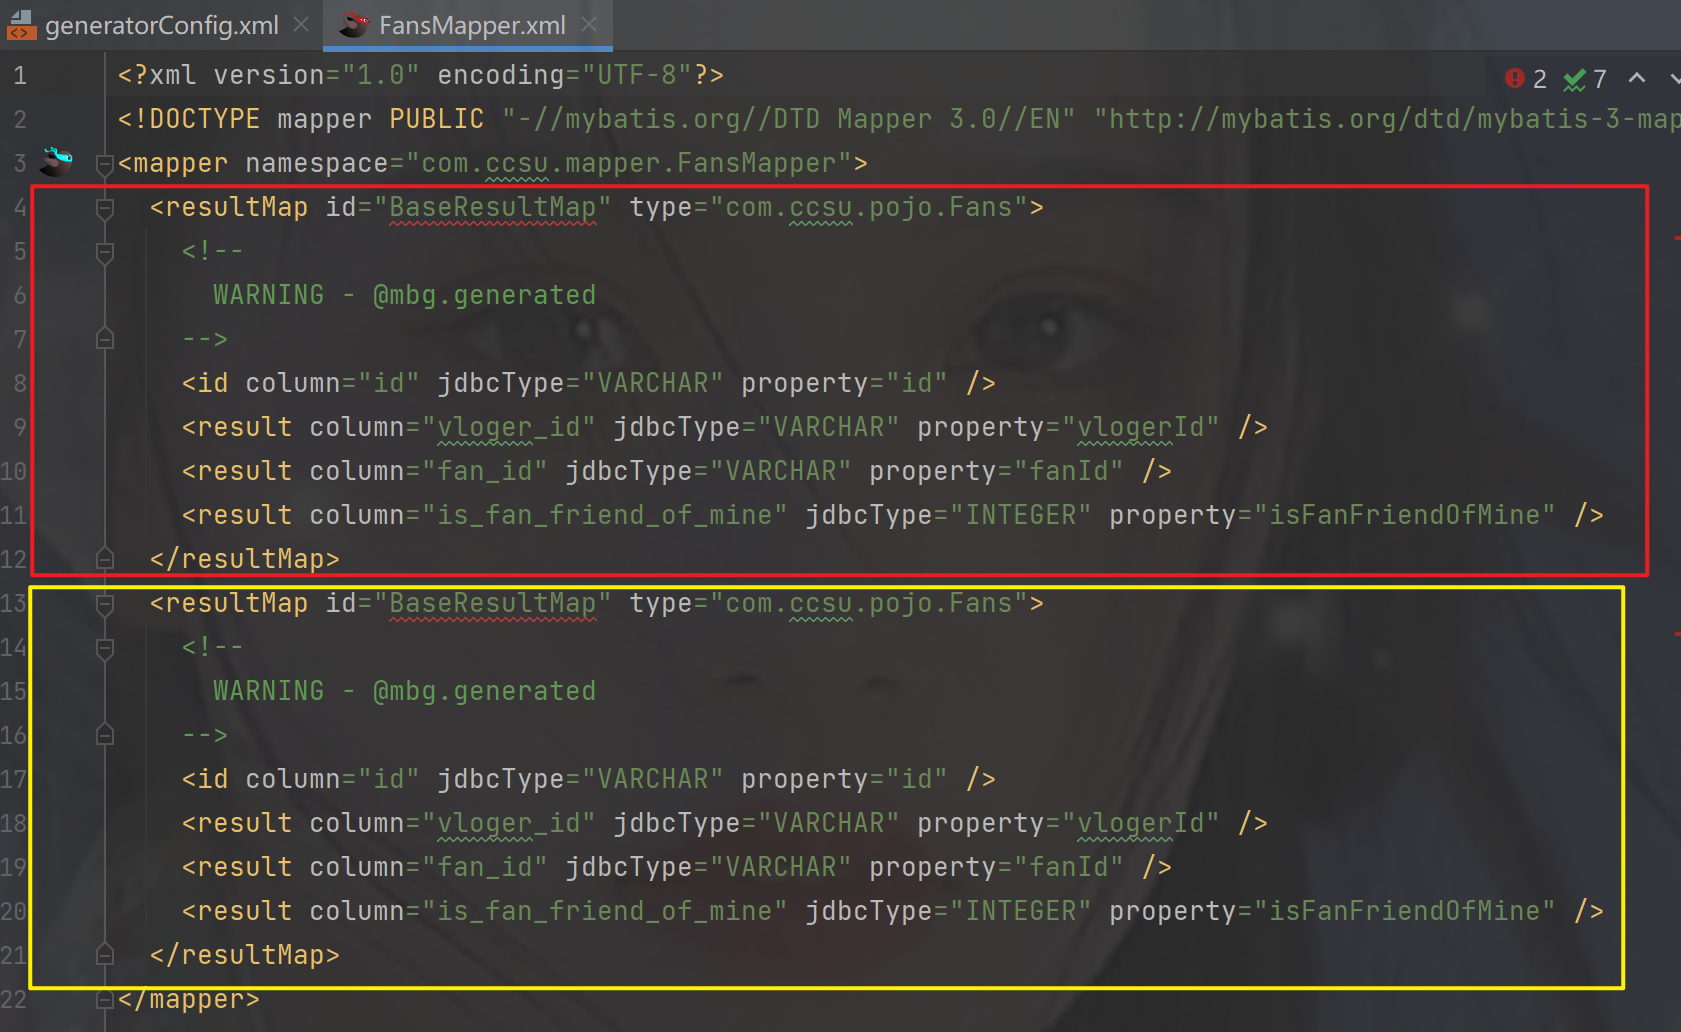 generatorConfig.xml FansMapper.xml
2 7
1 <?xml version="1.0" encoding="UTF-8"?>
2 <!DOCTYPE mapper PUBLIC "-//mybatis.org//DTD Mapper 3.0//EN" "http://mybatis.org/dtd/mybatis-3-map
3 <mapper namespace="com.ccsu.mapper.FansMapper">
4 <resultMap id="BaseResultMap" type="com.ccsu.pojo.Fans">
5 <!--
6 WARNING - @mbg.generated
7 -->
8 <id column="id" jdbcType="VARCHAR" property="id" />
9 <result column="vloger_id" jdbcType="VARCHAR" property="vlogerId" />
10 <result column="fan_id" jdbcType="VARCHAR" property="fanId" />
11 <result column="is_fan_friend_of_mine" jdbcType="INTEGER" property="isFanFriendOfMine" />
12 </resultMap>
13 <resultMap id="BaseResultMap" type="com.ccsu.pojo.Fans">
14 <!--
15 WARNING - @mbg.generated
16 -->
17 <id column="id" jdbcType="VARCHAR" property="id" />
18 <result column="vloger_id" jdbcType="VARCHAR" property="vlogerId" />
19 <result column="fan_id" jdbcType="VARCHAR" property="fanId" />
20 <result column="is_fan_friend_of_mine" jdbcType="INTEGER" property="isFanFriendOfMine" />
21 </resultMap>
22 </mapper>